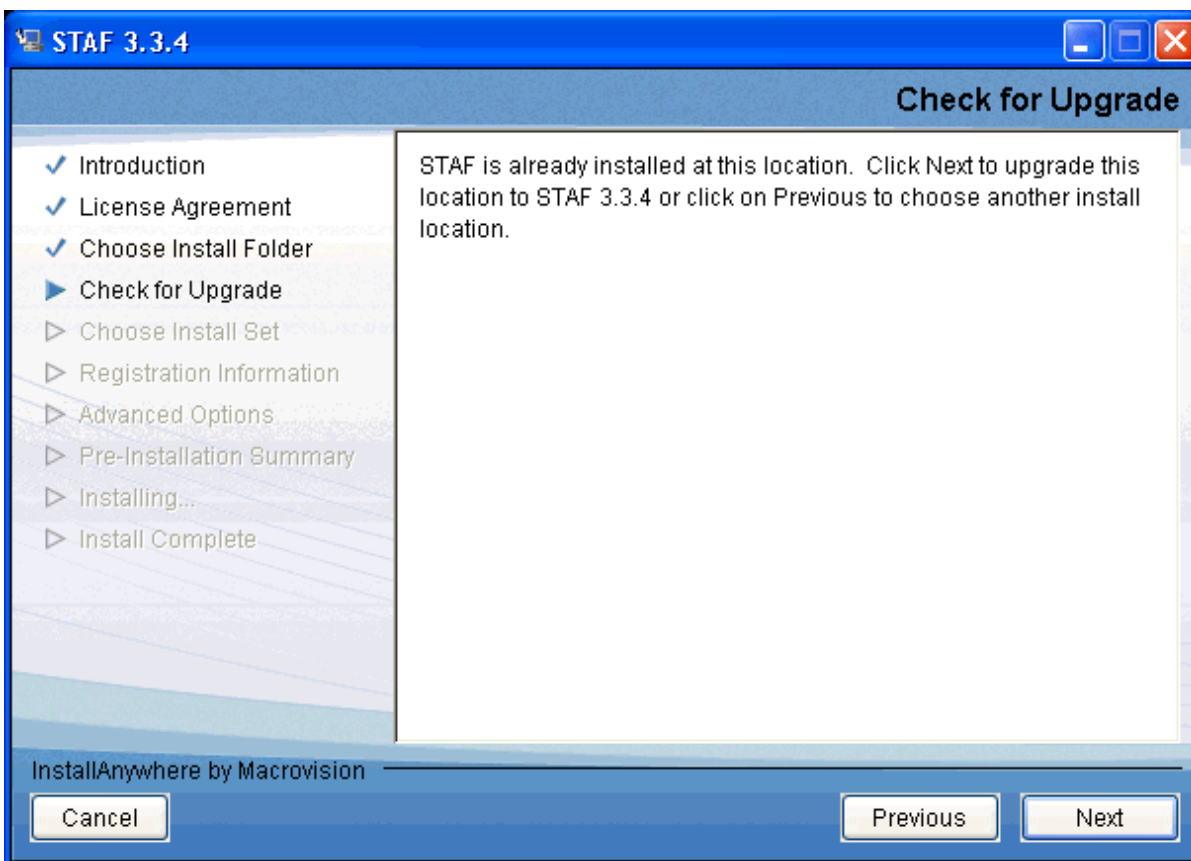 STAF 3.3.4
Check for Upgrade
Introduction
License Agreement
Choose Install Folder
Check for Upgrade
Choose Install Set
Registration Information
Advanced Options
Pre-Installation Summary
Installing...
Install Complete
STAF is already installed at this location.  Click Next to upgrade this
location to STAF 3.3.4 or click on Previous to choose another install
location.
InstallAnywhere by Macrovision
Cancel
Previous
Next